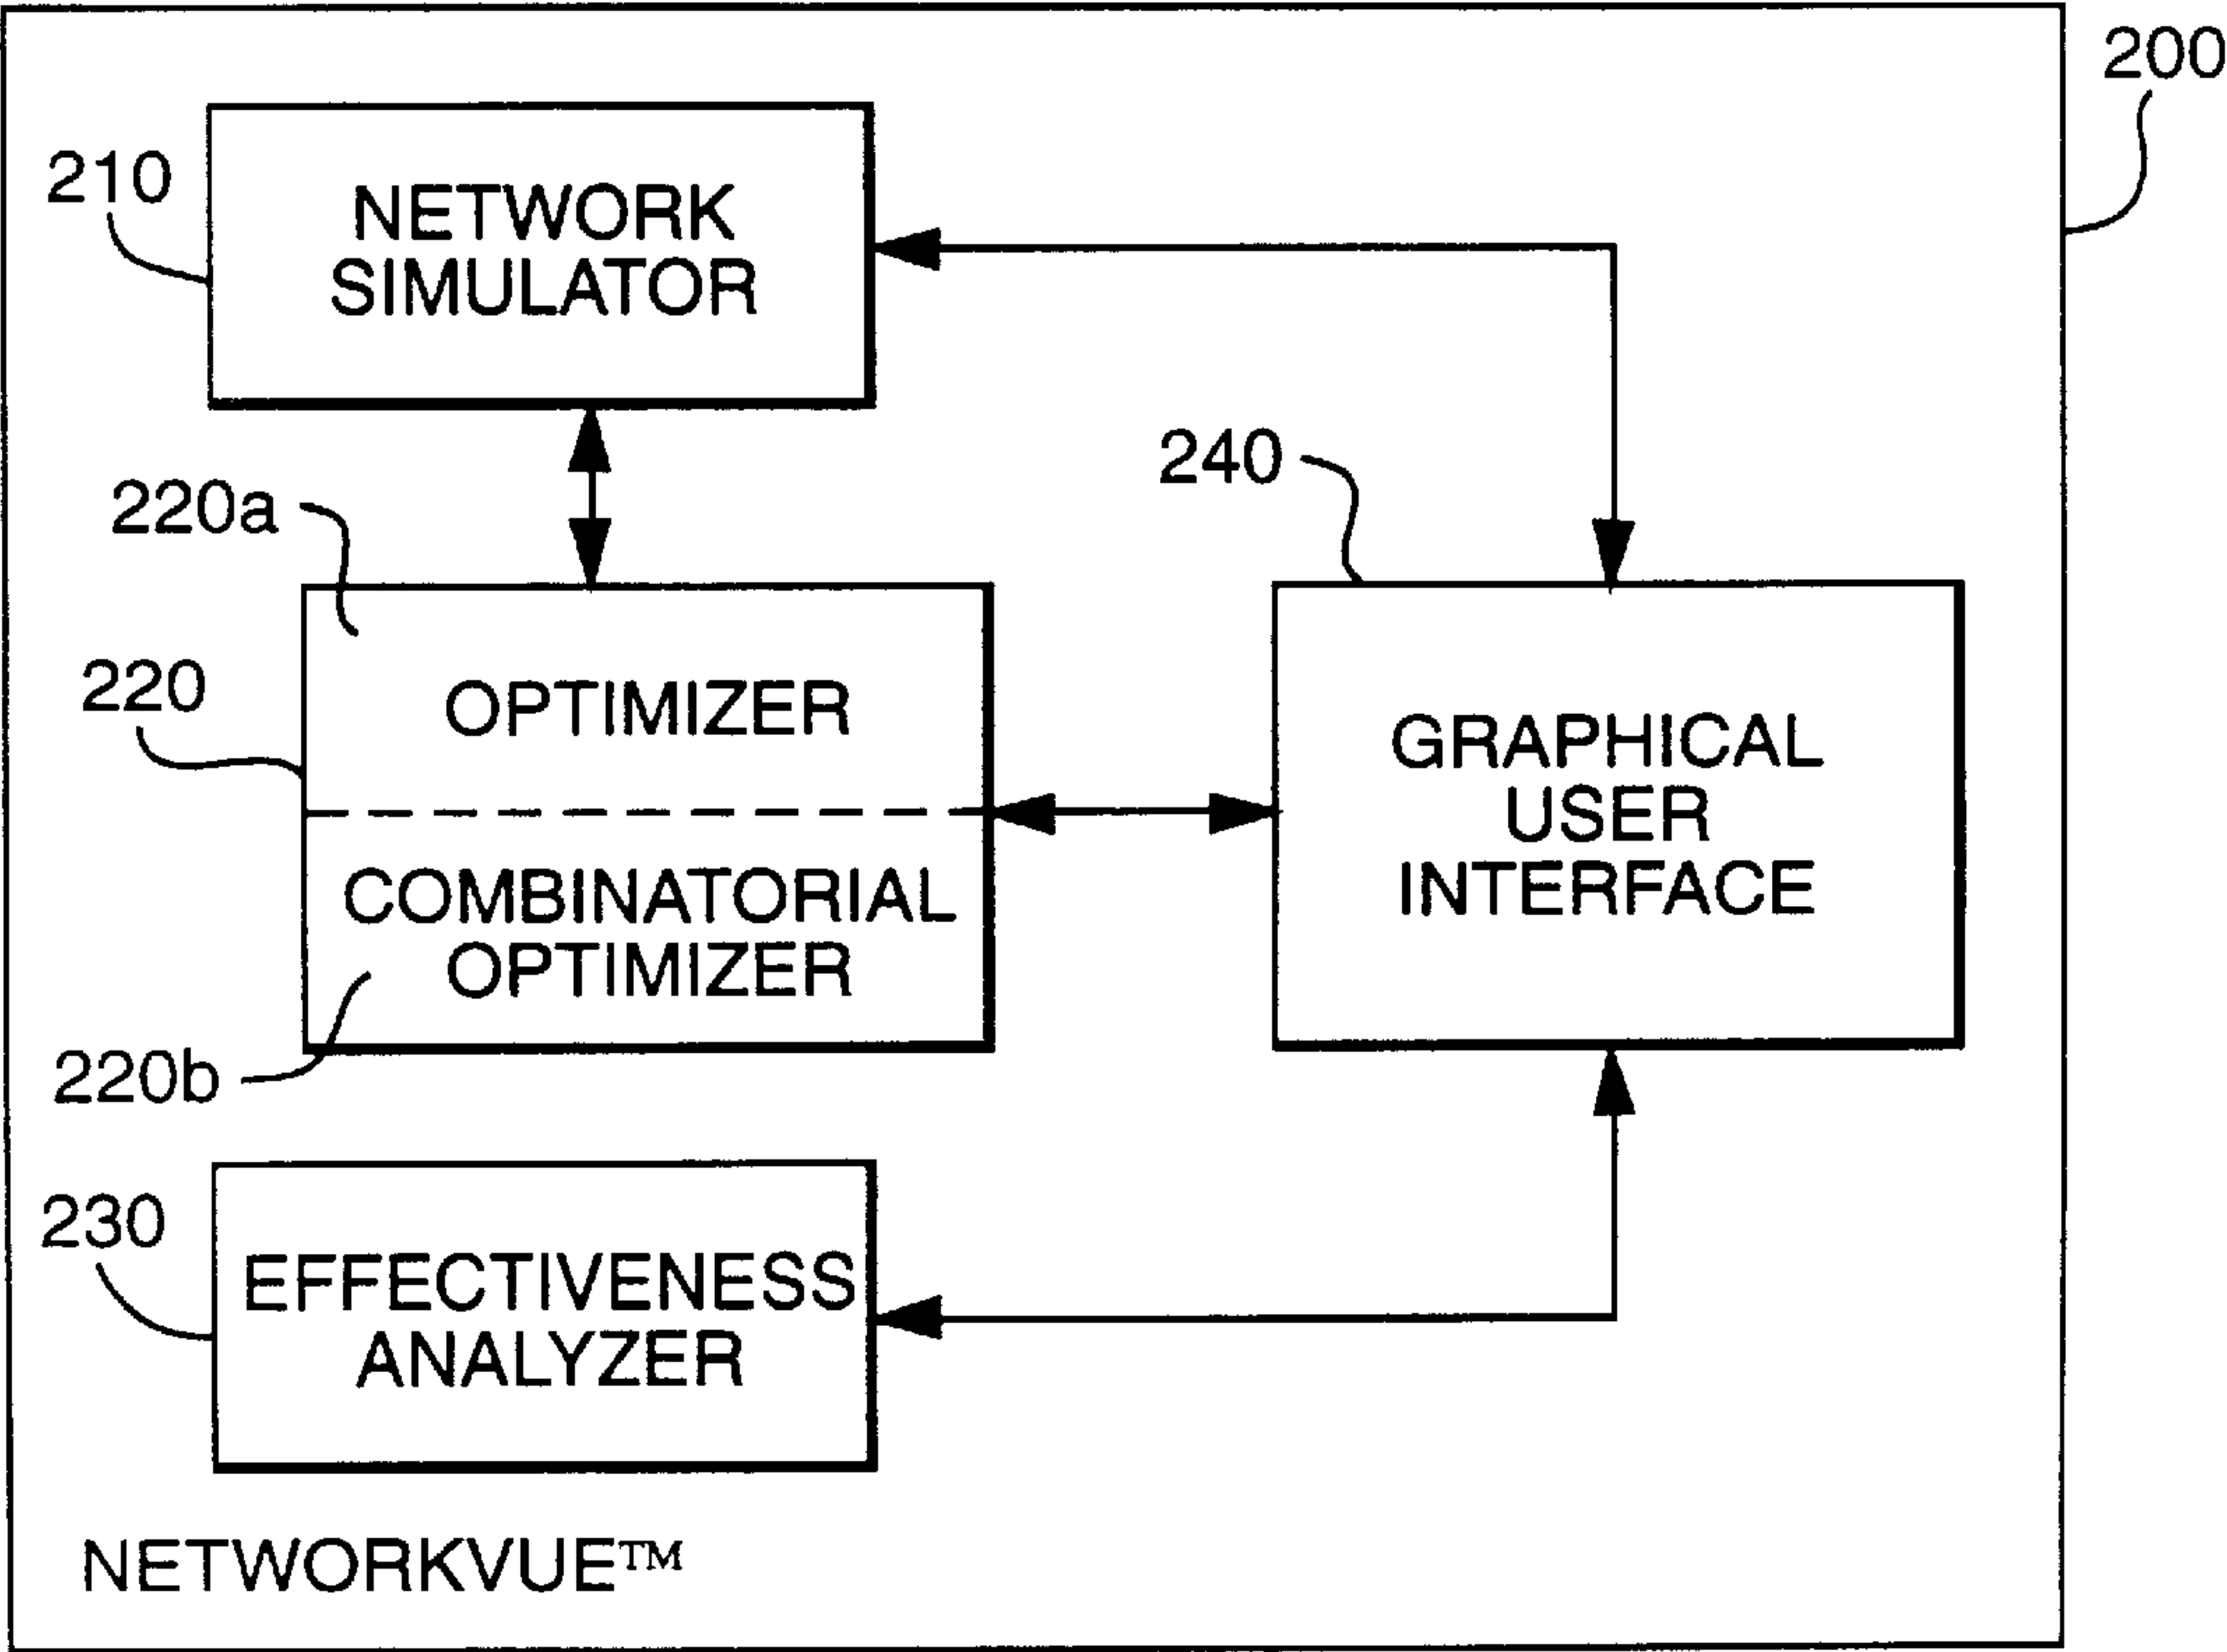 200
210
NETWORK
SIMULATOR
240
220a
220
OPTIMIZER
GRAPHICAL
USER
INTERFACE
COMBINATORIAL
OPTIMIZER
220b
230
EFFECTIVENESS
ANALYZER
NETWORKVUE™